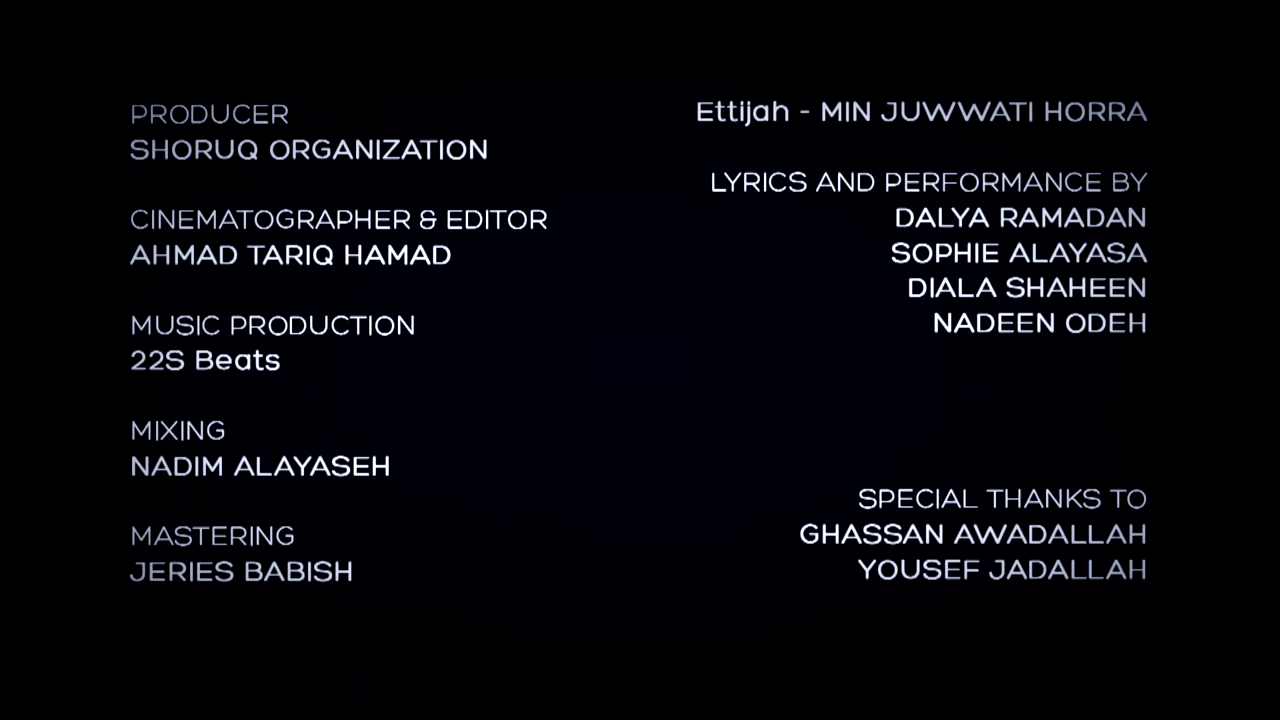 PRODUCER
SHORUQ ORGANIZATION
CINEMATOGRAPHER & EDITOR
AHMAD TARIQ HAMAD
MUSIC PRODUCTION
22S Beats
MIXING
NADIM ALAYASEH
MASTERING
JERIES BABISH
Ettijah - MIN JUWWATI HORRA
LYRICS AND PERFORMANCE BY
DALYA RAMADAN
SOPHIE ALAYASA
DIALA SHAHEEN
NADEEN ODEH
SPECIAL THANKS TO
GHASSAN AWADALLAH
YOUSEF JADALLAH